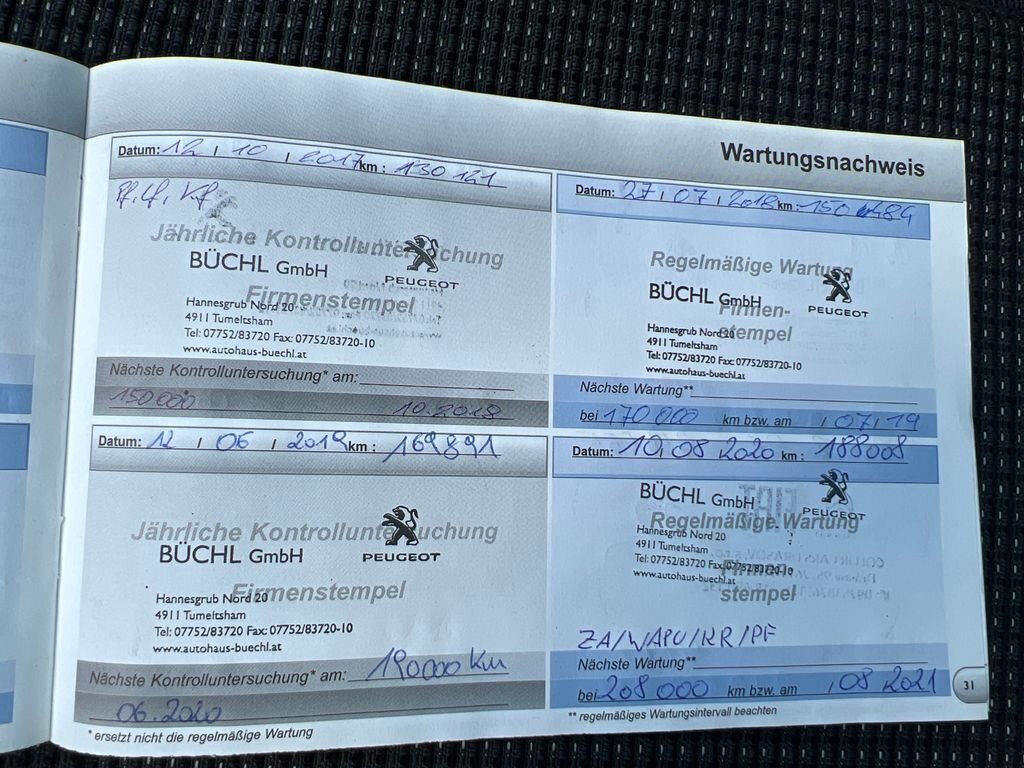 Wartungsnachweis
Datum: 12 / 10 / 2017 km: 130 121
Jährliche Kontrolluntersuchung
BÜCHL GmbH PEUGEOT
Firmenstempel
Hannesgrub Nord 20
4911 Tumeltsham
Tel: 07752/83720 Fax: 07752/83720-10
www.autohaus-buechl.at
Nächste Kontrolluntersuchung* am:
150000 10.2018
Datum: 27 / 07 / 2018 km: 150 484
Regelmäßige Wartung
BÜCHL GmbH PEUGEOT
Firmen-
stempel
Hannesgrub Nord 20
4911 Tumeltsham
Tel: 07752/83720 Fax: 07752/83720-10
www.autohaus-buechl.at
Nächste Wartung**
bei 170000 km bzw. am / 07 / 19
Datum: 12 / 06 / 2019 km: 169891
Jährliche Kontrolluntersuchung
BÜCHL GmbH PEUGEOT
Firmenstempel
Hannesgrub Nord 20
4911 Tumeltsham
Tel: 07752/83720 Fax: 07752/83720-10
www.autohaus-buechl.at
Nächste Kontrolluntersuchung* am: 190000 km
06.2020
* ersetzt nicht die regelmäßige Wartung
Datum: 10 / 08 / 2020 km: 188008
BÜCHL GmbH PEUGEOT
Regelmäßige Wartung
Hannesgrub Nord 20
4911 Tumeltsham
Tel: 07752/83720 Fax: 07752/83720-10
www.autohaus-buechl.at
stempel
ZA/WAPU/KR/PF
Nächste Wartung**
bei 208 000 km bzw. am / 08 2021
** regelmäßiges Wartungsintervall beachten
31